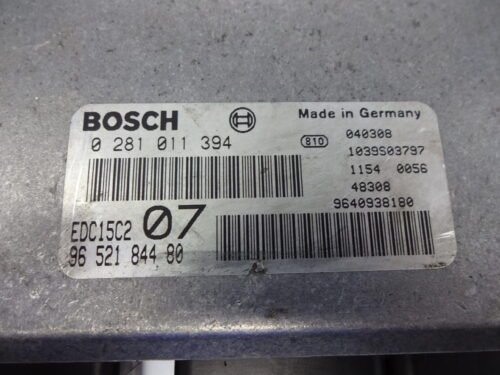 BOSCH
Made in Germany
0 281 011 394
810
040308
1039S03797
1154 0056
48308
9640938180
EDC15C2
07
96 521 844 80